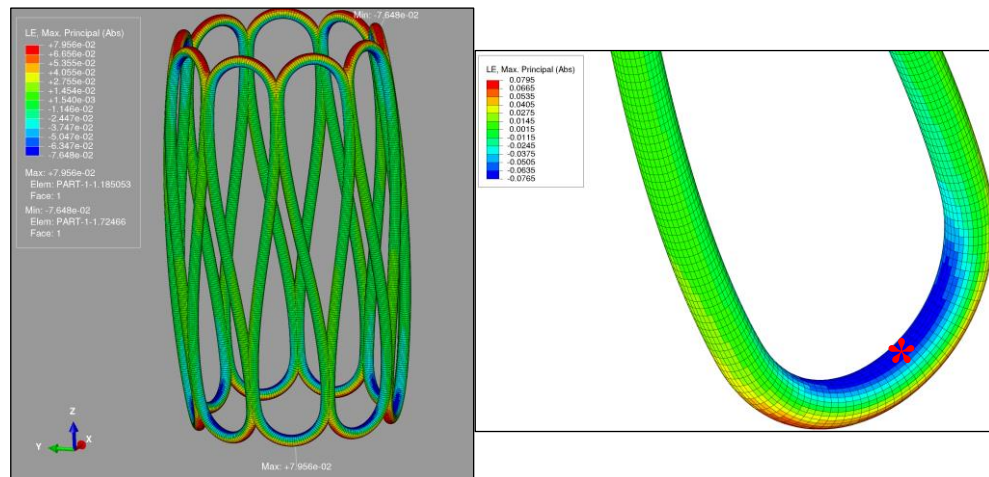 Min: -7.648e-02
LE, Max. Principal (Abs)
+7.956e-02
+6.656e-02
+5.355e-02
+4.055e-02
+2.755e-02
+1.454e-02
+1.540e-03
-1.146e-02
-2.447e-02
-3.747e-02
-5.047e-02
-6.347e-02
-7.648e-02
Max: +7.956e-02
Elem: PART-1-1.185053
Face: 1
Min: -7.648e-02
Elem: PART-1-1.72466
Face: 1
Z
Y
X
Max: +7.956e-02
LE, Max. Principal (Abs)
0.0795
0.0665
0.0535
0.0405
0.0275
0.0145
0.0015
-0.0115
-0.0245
-0.0375
-0.0505
-0.0635
-0.0765
*